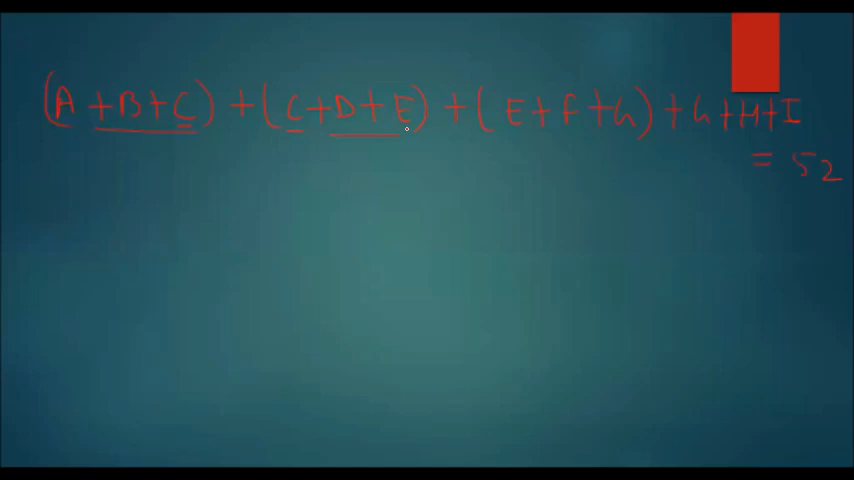 (A + B + C) + (C + D + E) + (E + F + G) + G + H + I
= 52